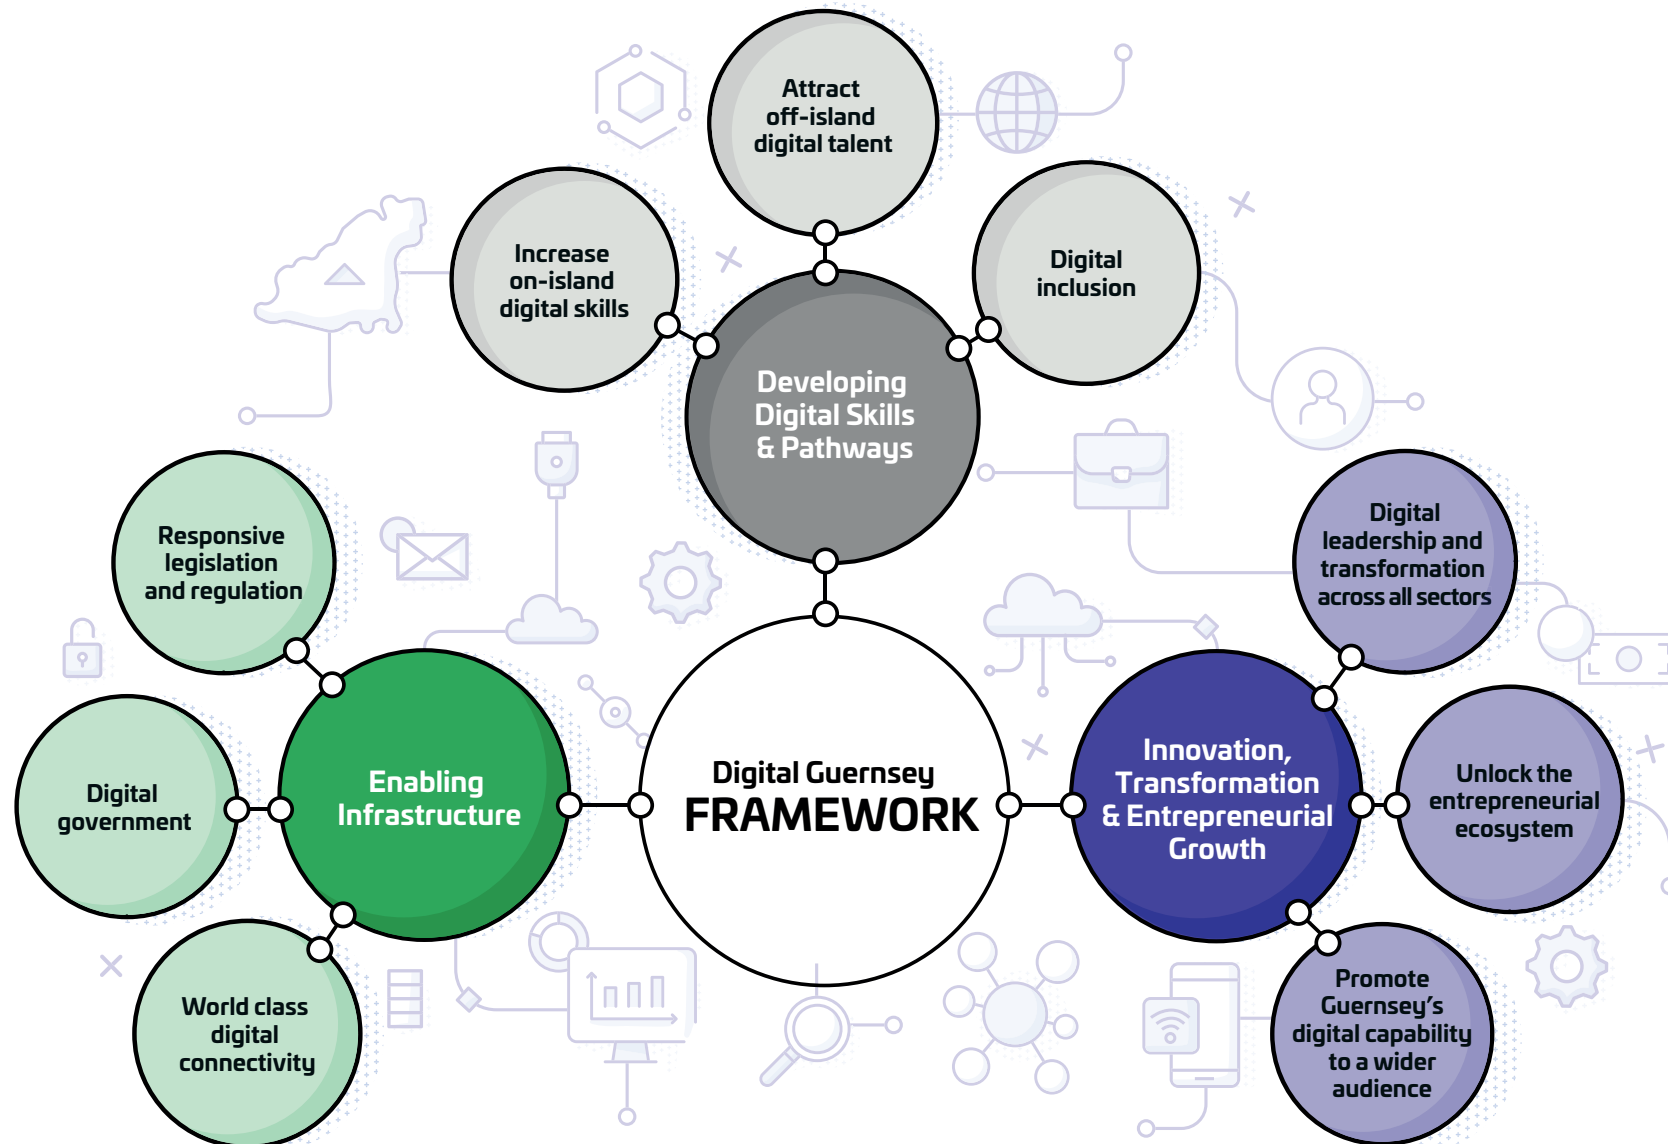 Attract
off-island
digital talent
Increase
on-island
digital skills
Digital
inclusion
Developing
Digital Skills
& Pathways
Responsive
legislation
and regulation
Digital
government
World class
digital
connectivity
Enabling
Infrastructure
Digital Guernsey
FRAMEWORK
Innovation,
Transformation
& Entrepreneurial
Growth
Digital
leadership and
transformation
across all sectors
Unlock the
entrepreneurial
ecosystem
Promote
Guernsey's
digital capability
to a wider
audience